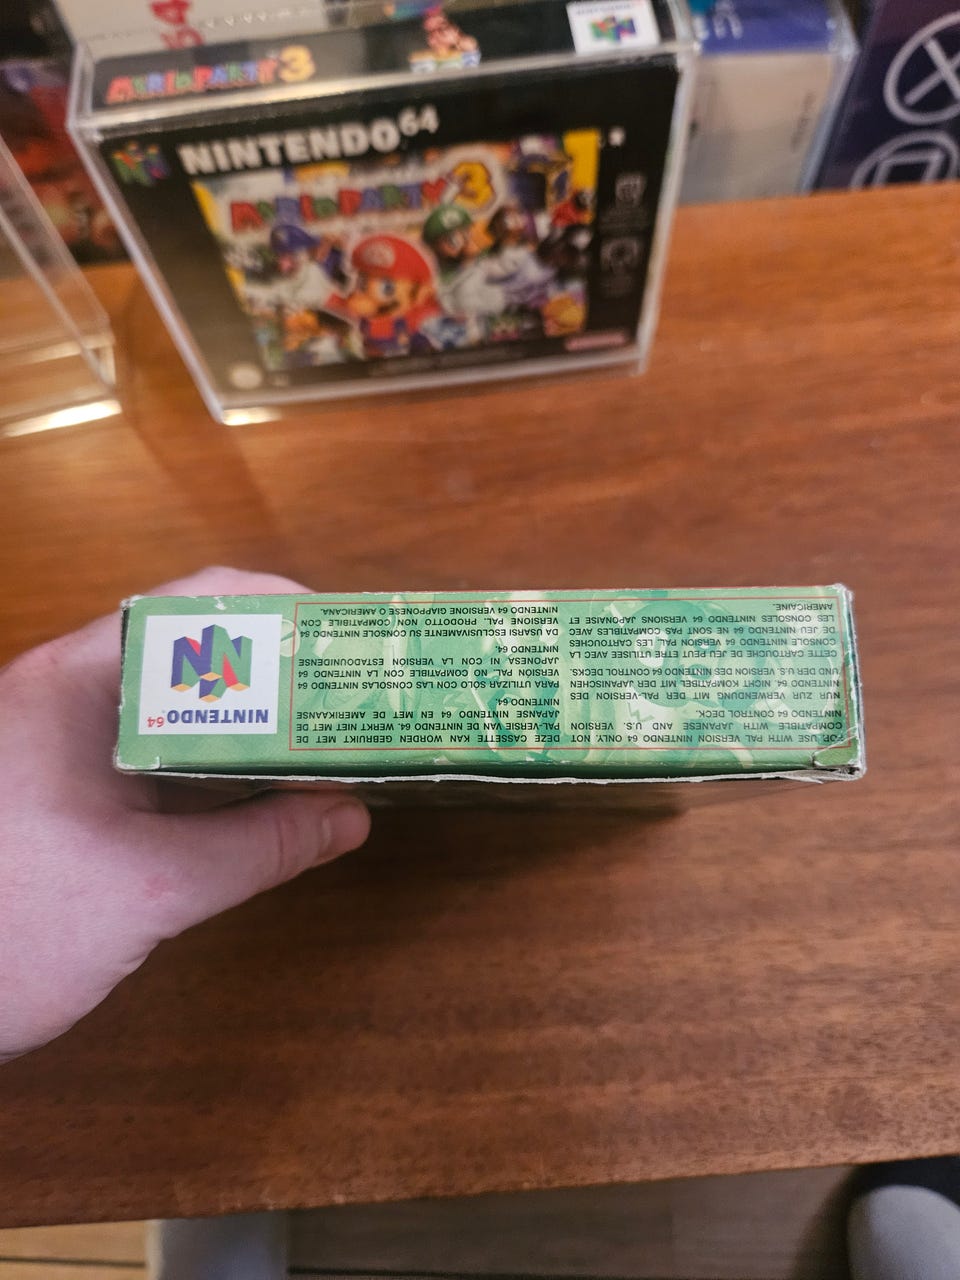 64
MARIO PARTY 3
NINTENDO 64
MARIO PARTY 3
NINTENDO 64
FOR USE WITH PAL VERSION NINTENDO 64 ONLY. NOT
COMPATIBLE WITH JAPANESE AND U.S. VERSION
NINTENDO 64 CONTROL DECK.
NUR ZUR VERWENDUNG MIT DER PAL-VERSION DES
NINTENDO 64. NICHT KOMPATIBEL MIT DER JAPANISCHEN
UND DER U.S. VERSION DES NINTENDO 64 CONTROL DECKS.
CETTE CARTOUCHE DE JEU PEUT ETRE UTILISEE AVEC LA
CONSOLE NINTENDO 64 VERSION PAL. LES CARTOUCHES
DE JEU NINTENDO 64 NE SONT PAS COMPATIBLES AVEC
LES CONSOLES NINTENDO 64 VERSIONS JAPONAISE ET
AMERICAINE.
DEZE CASSETTE KAN WORDEN GEBRUIKT MET DE
PAL-VERSIE VAN DE NINTENDO 64. WERKT NIET MET DE
JAPANSE NINTENDO 64 EN MET DE AMERIKAANSE
NINTENDO 64.
PARA UTILIZAR SOLO CON LAS CONSOLAS NINTENDO 64
VERSIÓN PAL. NO COMPATIBLE CON LA NINTENDO 64
JAPONESA NI CON LA VERSION ESTADOUNIDENSE
NINTENDO 64.
DA USARSI ESCLUSIVAMENTE SU CONSOLE NINTENDO 64
VERSIONE PAL. PRODOTTO NON COMPATIBILE CON
NINTENDO 64 VERSIONE GIAPPONESE O AMERICANA.